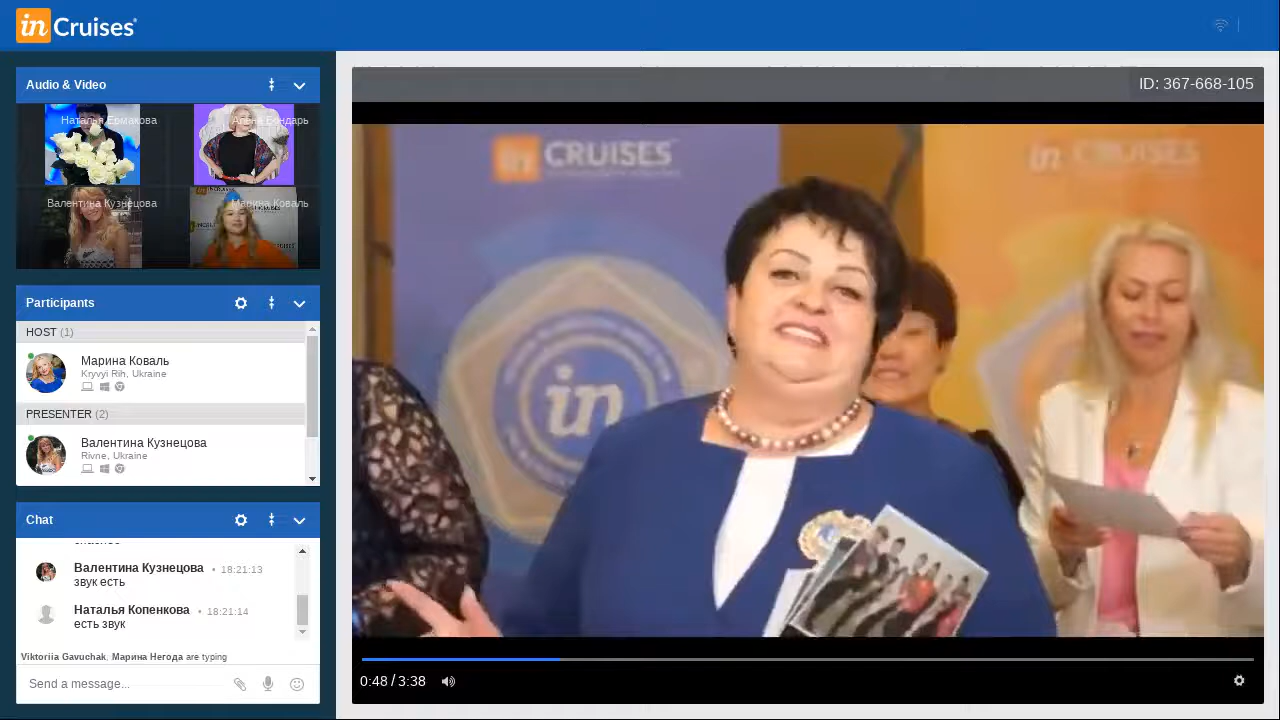 in Cruises
ID: 367-668-105
Audio & Video
Наталья Ермакова
Алёна Бондарь
Валентина Кузнецова
Марина Коваль
in CRUISES
in CRUISES
in
Participants
HOST (1)
Марина Коваль
Kryvyi Rih, Ukraine
PRESENTER (2)
Валентина Кузнецова
Rivne, Ukraine
Chat
Валентина Кузнецова • 18:21:13
звук есть
Наталья Копенкова • 18:21:14
есть звук
Viktoriia Gavuchak, Марина Негода are typing
Send a message...
0:48 / 3:38